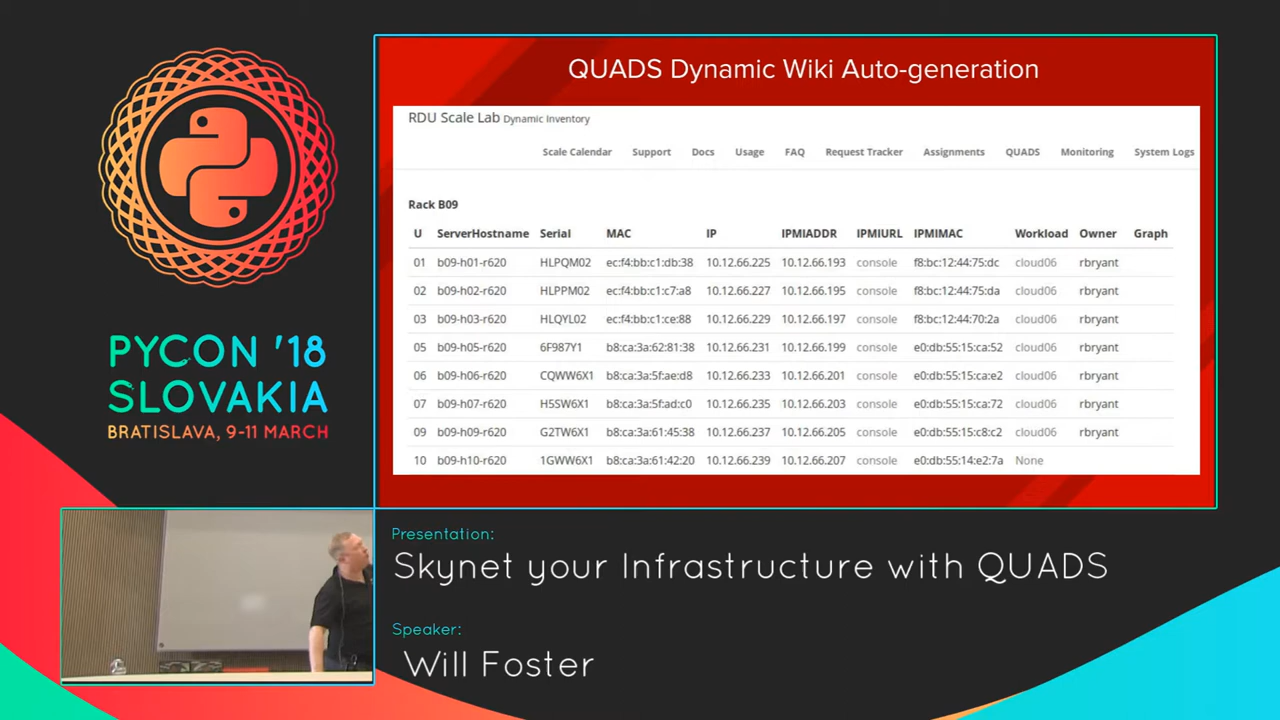 PYCON '18
SLOVAKIA
BRATISLAVA, 9-11 MARCH
QUADS Dynamic Wiki Auto-generation
RDU Scale Lab Dynamic Inventory
Scale Calendar Support Docs Usage FAQ Request Tracker Assignments QUADS Monitoring System Logs
Rack B09
U ServerHostname Serial MAC IP IPMIADDR IPMIURL IPMIMAC Workload Owner Graph
01 b09-h01-r620 HLPQM02 ec:f4:bb:c1:db:38 10.12.66.225 10.12.66.193 console f8:bc:12:44:75:dc cloud06 rbryant
02 b09-h02-r620 HLPPM02 ec:f4:bb:c1:c7:a8 10.12.66.227 10.12.66.195 console f8:bc:12:44:75:da cloud06 rbryant
03 b09-h03-r620 HLQYL02 ec:f4:bb:c1:ce:88 10.12.66.229 10.12.66.197 console f8:bc:12:44:70:2a cloud06 rbryant
05 b09-h05-r620 6F987Y1 b8:ca:3a:62:81:38 10.12.66.231 10.12.66.199 console e0:db:55:15:ca:52 cloud06 rbryant
06 b09-h06-r620 CQWW6X1 b8:ca:3a:5f:ae:d8 10.12.66.233 10.12.66.201 console e0:db:55:15:ca:e2 cloud06 rbryant
07 b09-h07-r620 H5SW6X1 b8:ca:3a:5f:ad:c0 10.12.66.235 10.12.66.203 console e0:db:55:15:ca:72 cloud06 rbryant
09 b09-h09-r620 G2TW6X1 b8:ca:3a:61:45:38 10.12.66.237 10.12.66.205 console e0:db:55:15:c8:c2 cloud06 rbryant
10 b09-h10-r620 1GWW6X1 b8:ca:3a:61:42:20 10.12.66.239 10.12.66.207 console e0:db:55:14:e2:7a None
Presentation:
Skynet your Infrastructure with QUADS
Speaker:
Will Foster